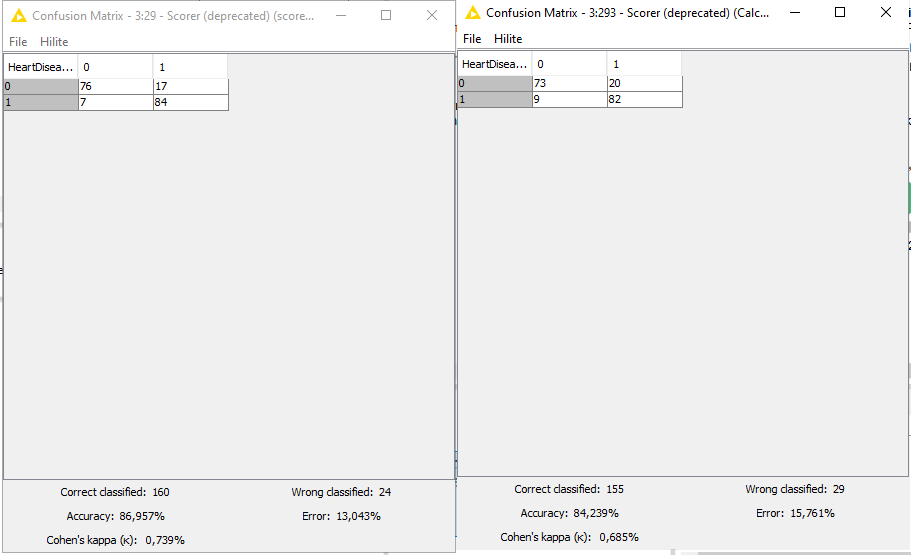 Confusion Matrix - 3:29 - Scorer (deprecated) (score...
File Hilite
HeartDisea... 0 1
0 76 17
1 7 84
Correct classified: 160 Wrong classified: 24
Accuracy: 86,957% Error: 13,043%
Cohen's kappa (κ): 0,739%
Confusion Matrix - 3:293 - Scorer (deprecated) (Calc...
File Hilite
HeartDisea... 0 1
0 73 20
1 9 82
Correct classified: 155 Wrong classified: 29
Accuracy: 84,239% Error: 15,761%
Cohen's kappa (κ): 0,685%